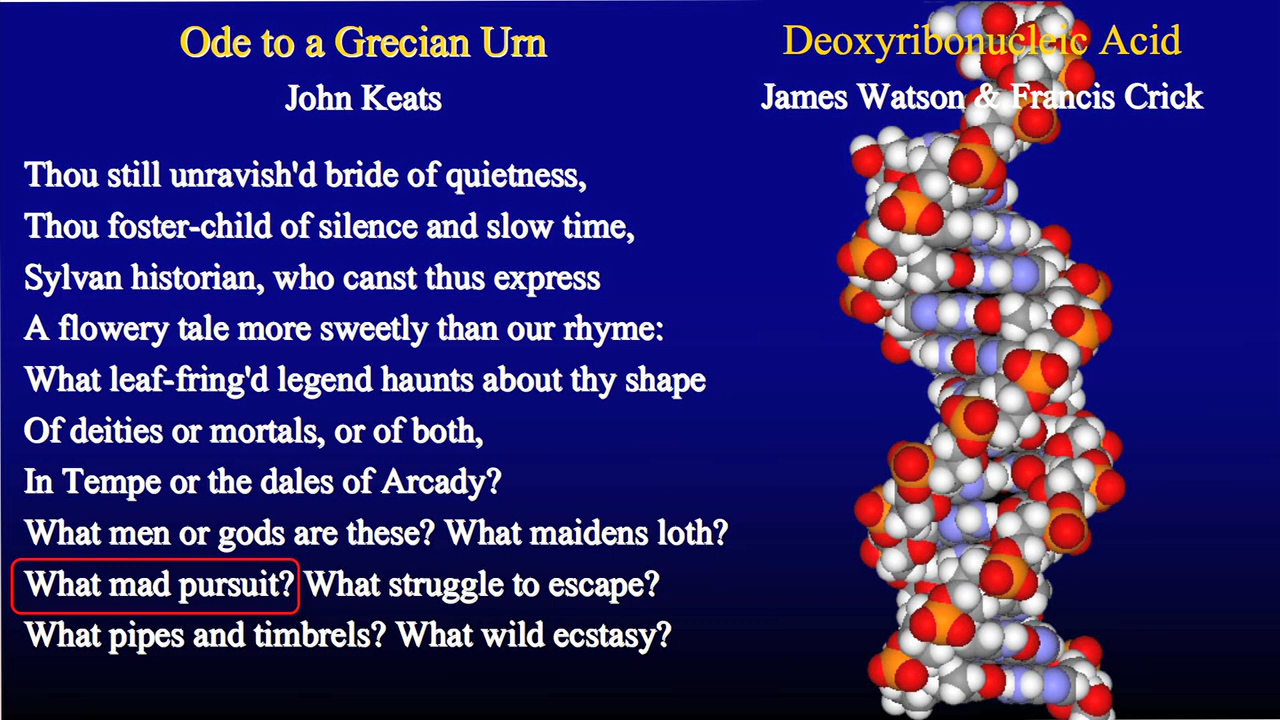 Ode to a Grecian Urn
John Keats
Thou still unravish'd bride of quietness,
Thou foster-child of silence and slow time,
Sylvan historian, who canst thus express
A flowery tale more sweetly than our rhyme:
What leaf-fring'd legend haunts about thy shape
Of deities or mortals, or of both,
In Tempe or the dales of Arcady?
What men or gods are these? What maidens loth?
What mad pursuit? What struggle to escape?
What pipes and timbrels? What wild ecstasy?
Deoxyribonucleic Acid
James Watson & Francis Crick